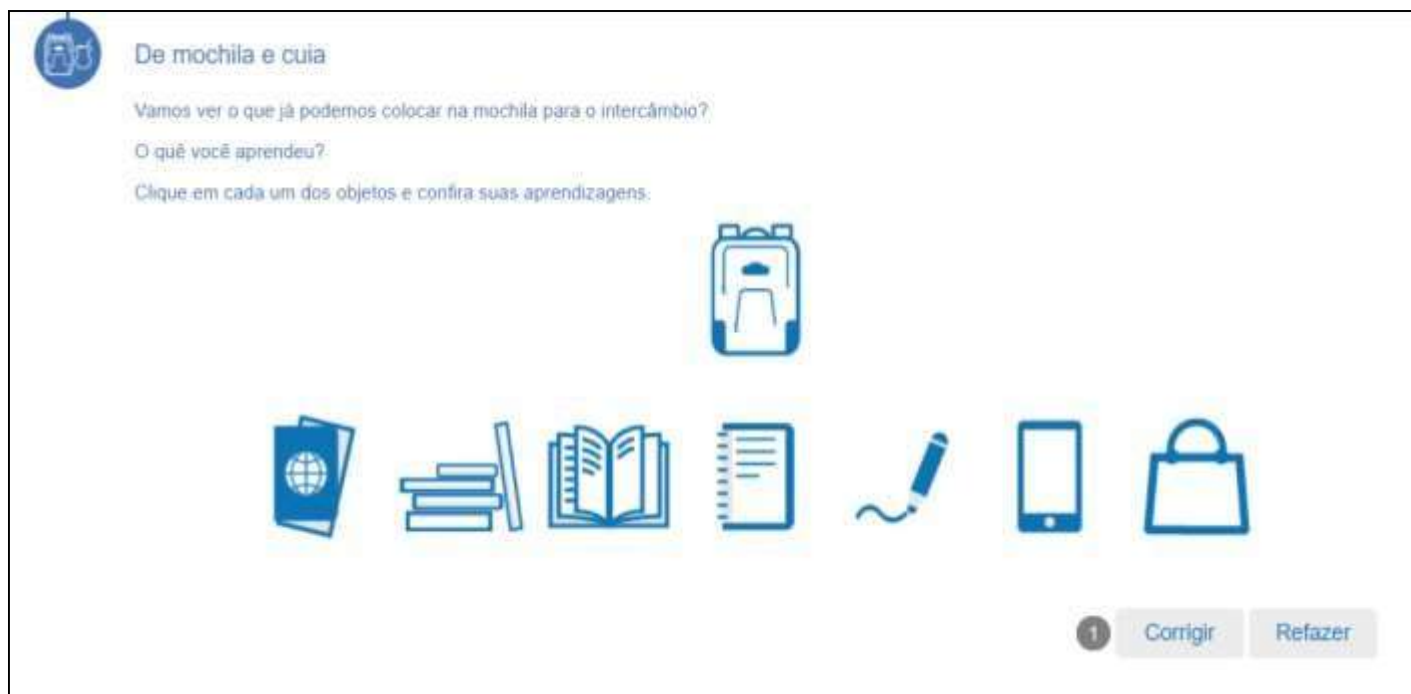 De mochila e cuia
Vamos ver o que já podemos colocar na mochila para o intercâmbio?
O quê você aprendeu?
Clique em cada um dos objetos e confira suas aprendizagens.
1 Corrigir Refazer